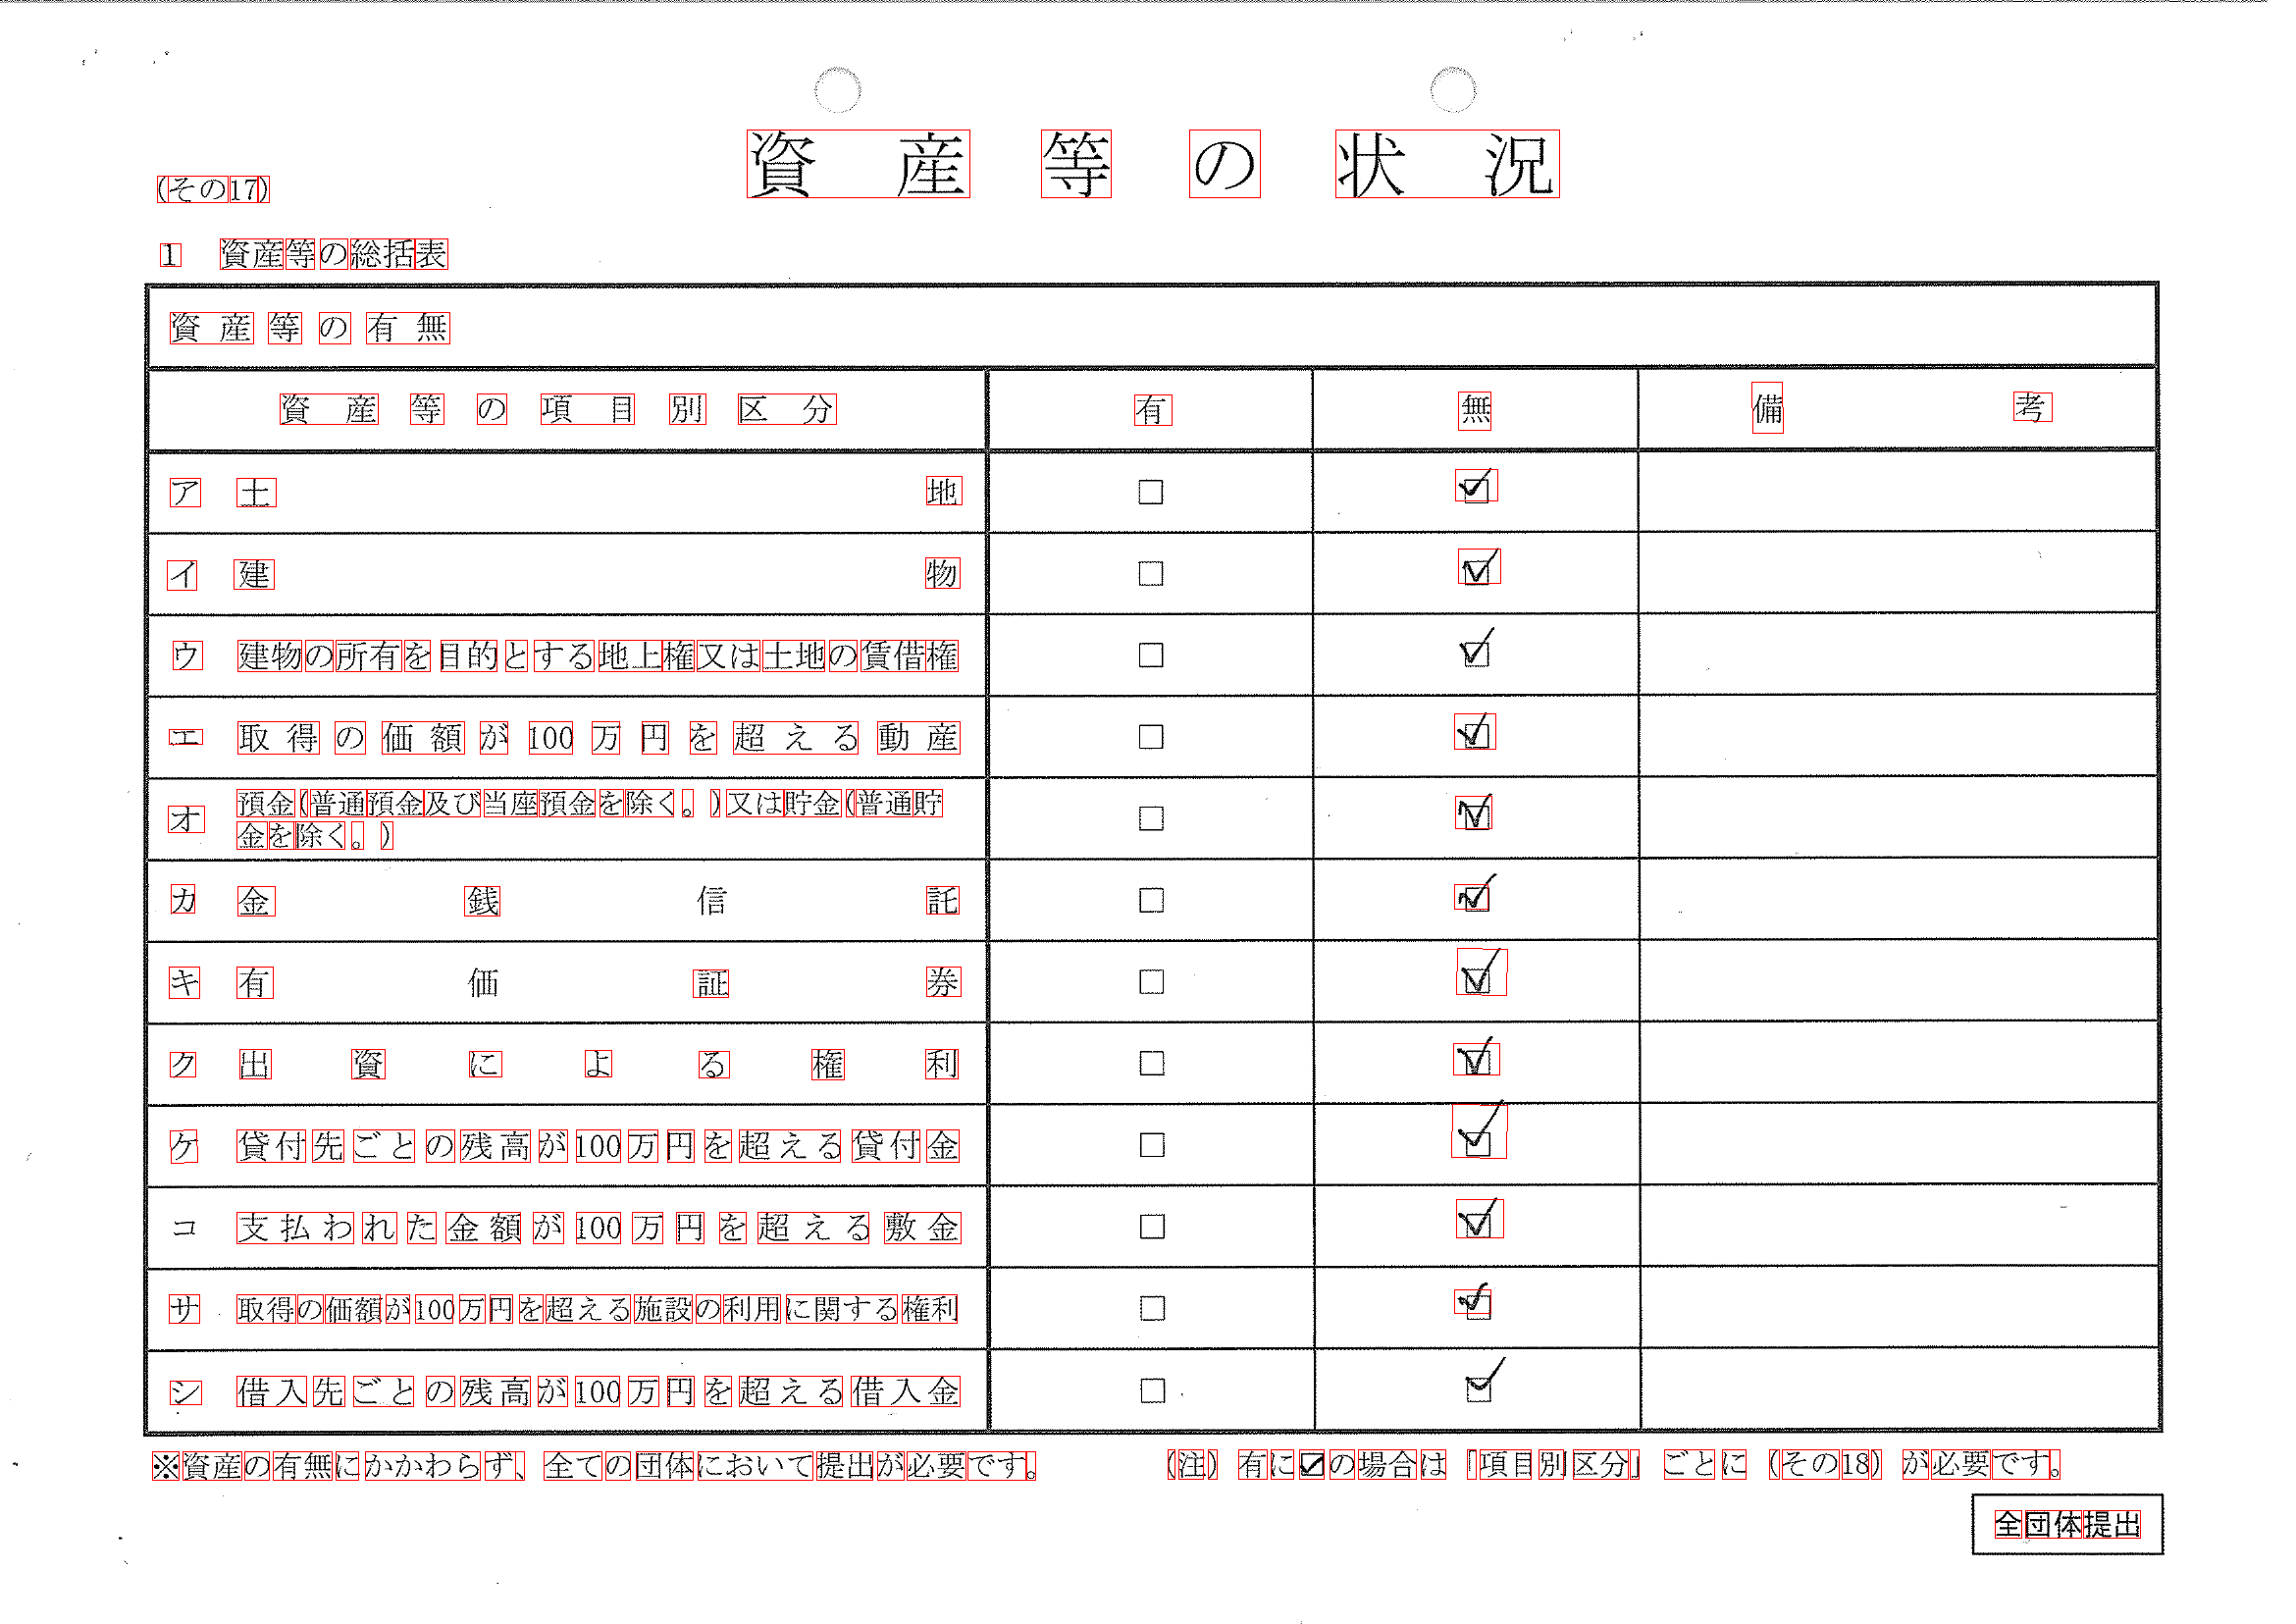 資産等の状況
(その17)
1 資産等の総括表
資産等の有無
資産等の項目別区分 有 無 備考
ア 土地 □ ☑
イ 建物 □ ☑
ウ 建物の所有を目的とする地上権又は土地の賃借権 □ ☑
エ 取得の価額が100万円を超える動産 □ ☑
オ 預金(普通預金及び当座預金を除く。)又は貯金(普通貯
金を除く。) □ ☑
カ 金銭信託 □ ☑
キ 有価証券 □ ☑
ク 出資による権利 □ ☑
ケ 貸付先ごとの残高が100万円を超える貸付金 □ ☑
コ 支払われた金額が100万円を超える敷金 □ ☑
サ 取得の価額が100万円を超える施設の利用に関する権利 □ ☑
シ 借入先ごとの残高が100万円を超える借入金 □ ☑
※資産の有無にかかわらず、全ての団体において提出が必要です。 (注) 有に☑の場合は「項目別区分」ごとに(その18)が必要です。
全団体提出